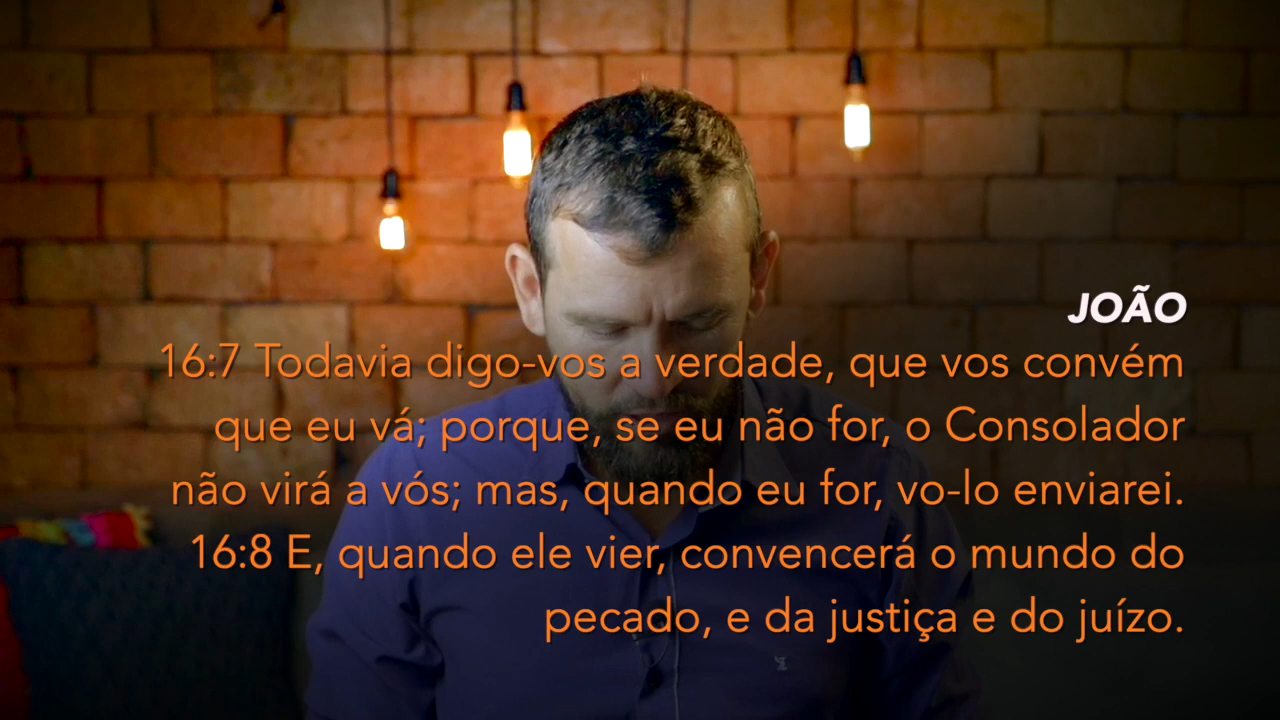 JOÃO
16:7 Todavia digo-vos a verdade, que vos convém
que eu vá; porque, se eu não for, o Consolador
não virá a vós; mas, quando eu for, vo-lo enviarei.
16:8 E, quando ele vier, convencerá o mundo do
pecado, e da justiça e do juízo.